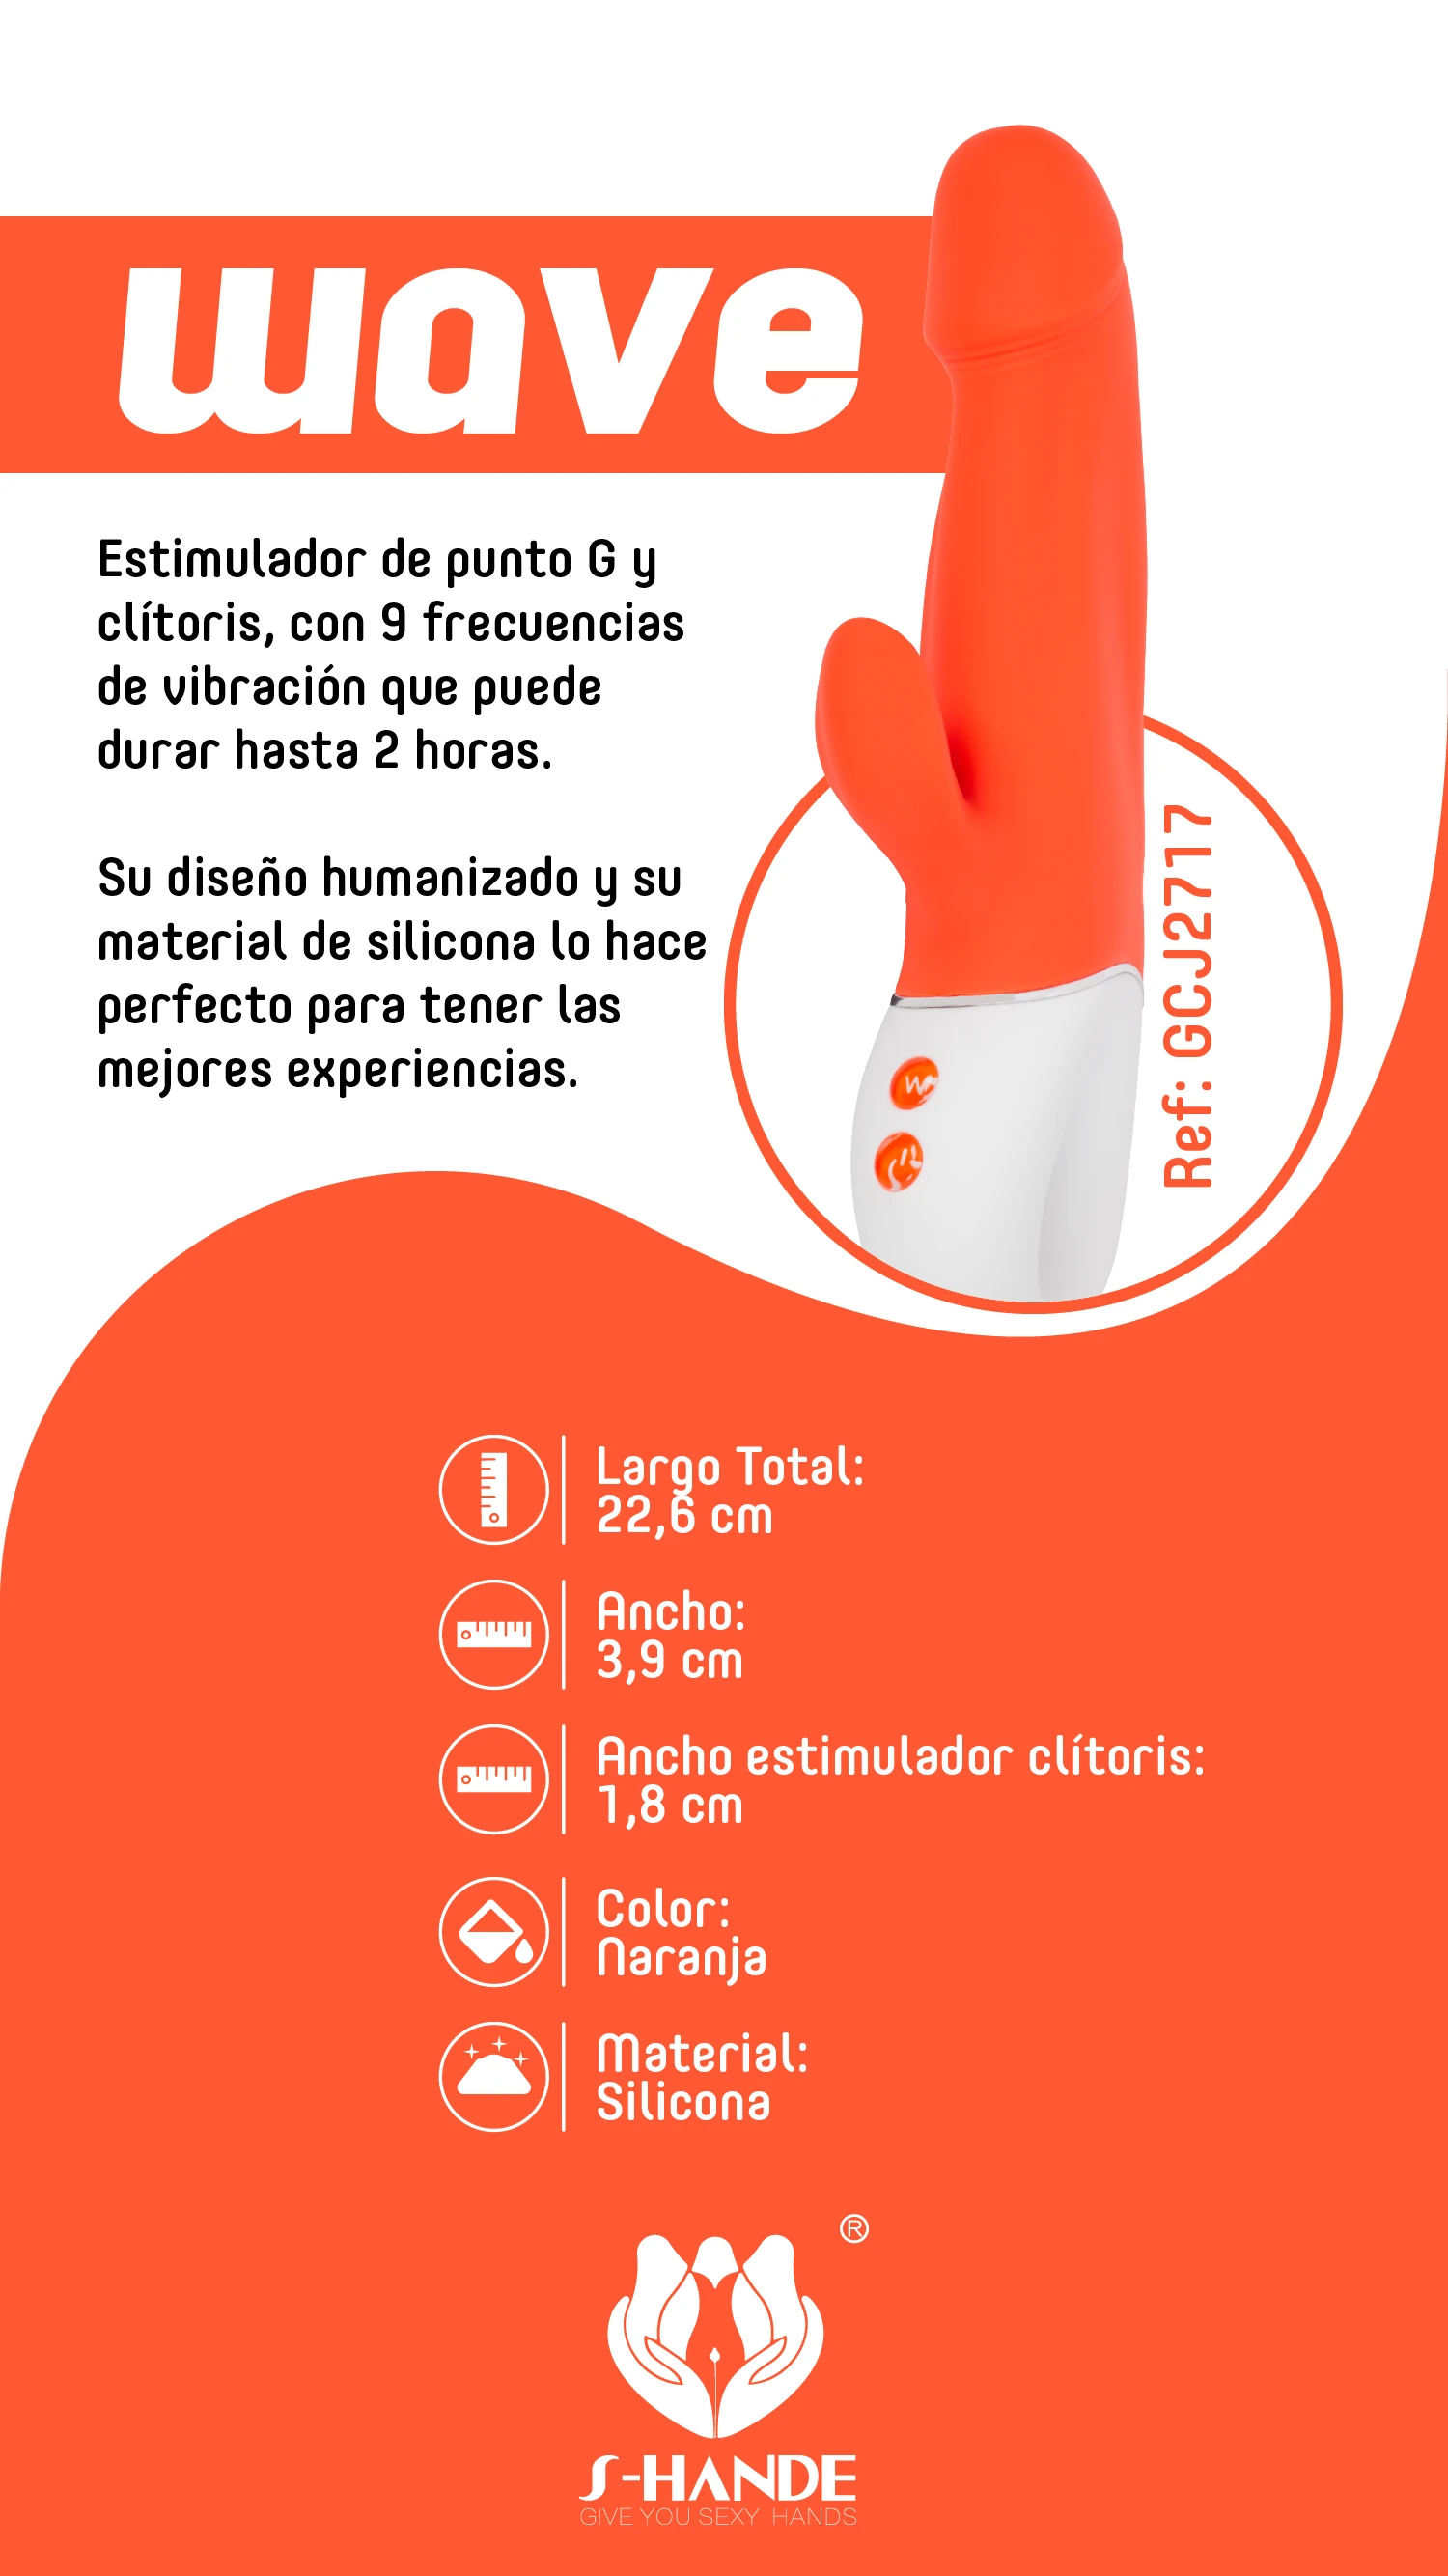 wave
Estimulador de punto G y
clítoris, con 9 frecuencias
de vibración que puede
durar hasta 2 horas.
Su diseño humanizado y su
material de silicona lo hace
perfecto para tener las
mejores experiencias.
Ref: GCJ2717
Largo Total:
22,6 cm
Ancho:
3,9 cm
Ancho estimulador clítoris:
1,8 cm
Color:
Naranja
Material:
Silicona
®
S-HANDE
GIVE YOU SEXY HANDS